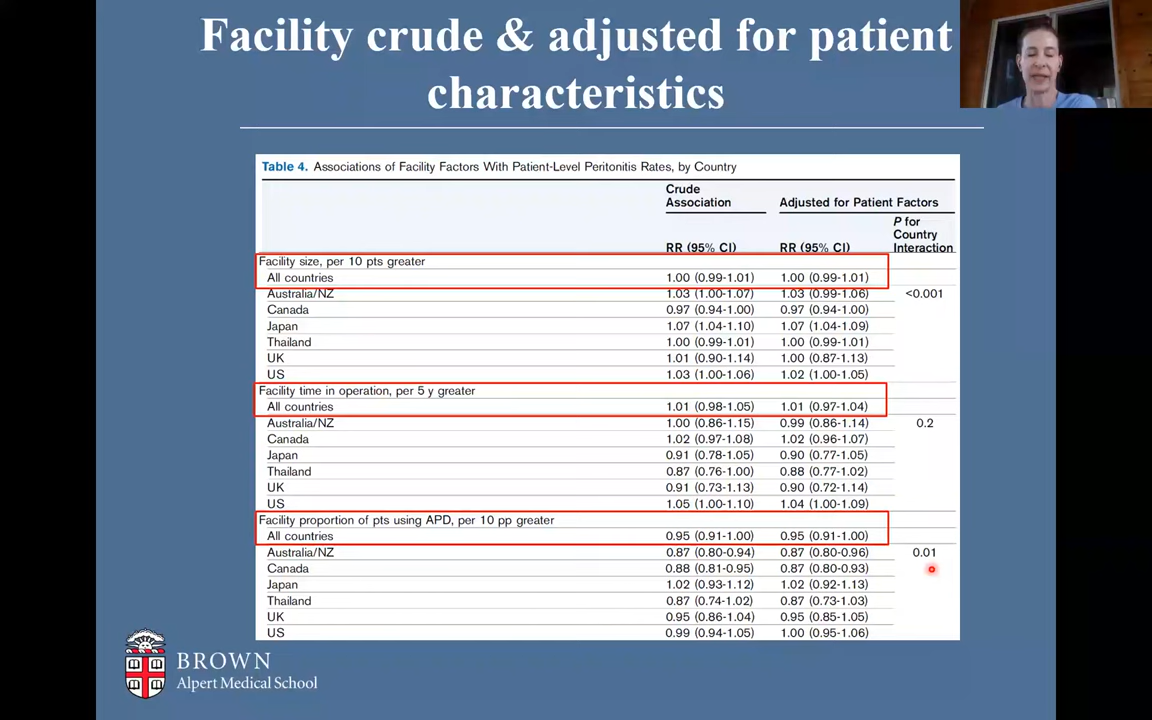 Facility crude & adjusted for patient
characteristics
Table 4. Associations of Facility Factors With Patient-Level Peritonitis Rates, by Country
Crude
Association
Adjusted for Patient Factors
RR (95% CI)
RR (95% CI)
P for
Country
Interaction
Facility size, per 10 pts greater
All countries 1.00 (0.99-1.01) 1.00 (0.99-1.01)
Australia/NZ 1.03 (1.00-1.07) 1.03 (0.99-1.06) <0.001
Canada 0.97 (0.94-1.00) 0.97 (0.94-1.00)
Japan 1.07 (1.04-1.10) 1.07 (1.04-1.09)
Thailand 1.00 (0.99-1.01) 1.00 (0.99-1.01)
UK 1.01 (0.90-1.14) 1.00 (0.87-1.13)
US 1.03 (1.00-1.06) 1.02 (1.00-1.05)
Facility time in operation, per 5 y greater
All countries 1.01 (0.98-1.05) 1.01 (0.97-1.04)
Australia/NZ 1.00 (0.86-1.15) 0.99 (0.86-1.14) 0.2
Canada 1.02 (0.97-1.08) 1.02 (0.96-1.07)
Japan 0.91 (0.78-1.05) 0.90 (0.77-1.05)
Thailand 0.87 (0.76-1.00) 0.88 (0.77-1.02)
UK 0.91 (0.73-1.13) 0.90 (0.72-1.14)
US 1.05 (1.00-1.10) 1.04 (1.00-1.09)
Facility proportion of pts using APD, per 10 pp greater
All countries 0.95 (0.91-1.00) 0.95 (0.91-1.00)
Australia/NZ 0.87 (0.80-0.94) 0.87 (0.80-0.96) 0.01
Canada 0.88 (0.81-0.95) 0.87 (0.80-0.93)
Japan 1.02 (0.93-1.12) 1.02 (0.92-1.13)
Thailand 0.87 (0.74-1.02) 0.87 (0.73-1.03)
UK 0.95 (0.86-1.04) 0.95 (0.85-1.05)
US 0.99 (0.94-1.05) 1.00 (0.95-1.06)
BROWN
Alpert Medical School